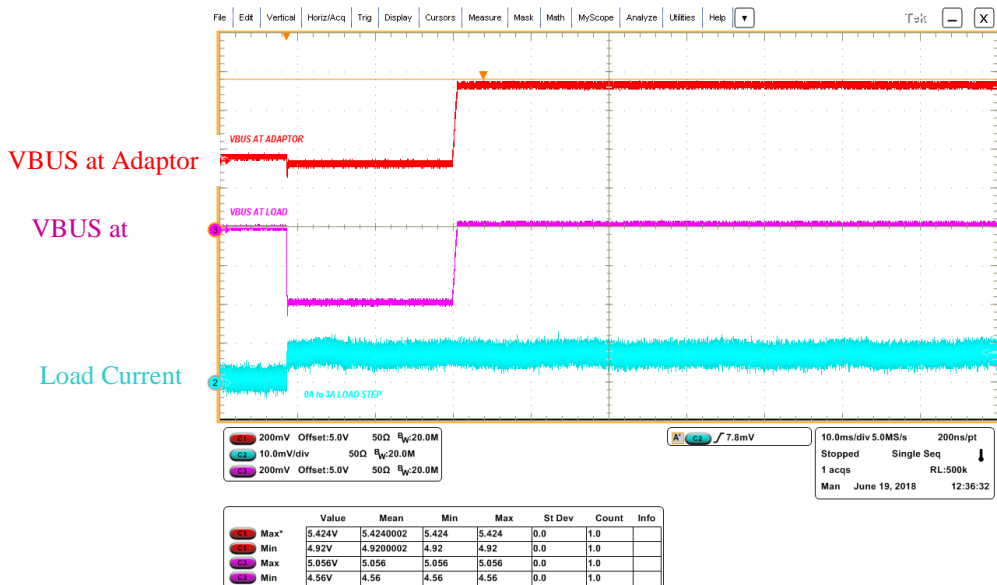 File Edit Vertical Horiz/Acq Trig Display Cursors Measure Mask Math MyScope Analyze Utilities Help Tek X
VBUS AT ADAPTOR
VBUS at Adaptor
VBUS AT LOAD
VBUS at
3
Load Current
2
0A to 3A LOAD STEP
C1 200mV Offset:5.0V 50Ω BW:20.0M
C2 10.0mV/div 50Ω BW:20.0M
C3 200mV Offset:5.0V 50Ω BW:20.0M
A' C2 7.8mV
10.0ms/div 5.0MS/s 200ns/pt
Stopped Single Seq
1 acqs RL:500k
Man June 19, 2018 12:36:32
Value Mean Min Max St Dev Count Info
C1 Max* 5.424V 5.4240002 5.424 5.424 0.0 1.0
C1 Min 4.92V 4.9200002 4.92 4.92 0.0 1.0
C3 Max 5.056V 5.056 5.056 5.056 0.0 1.0
C3 Min 4.56V 4.56 4.56 4.56 0.0 1.0